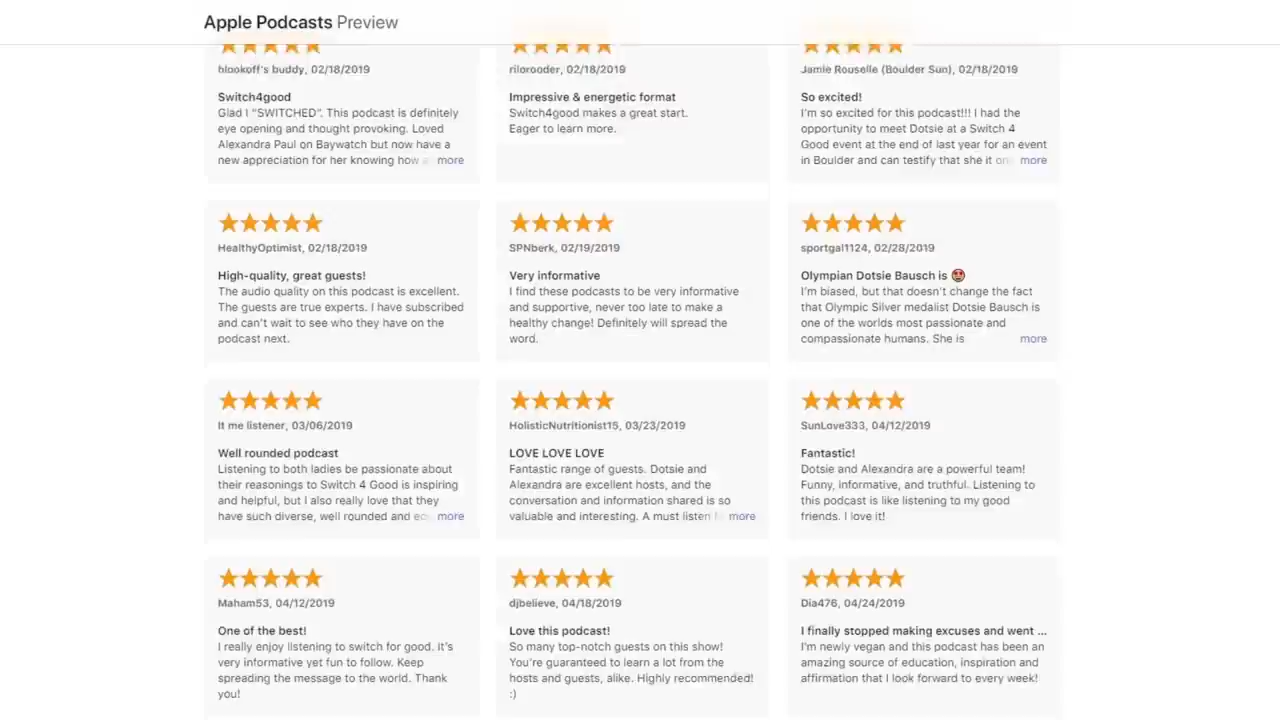 Apple Podcasts Preview
hlookoff's buddy, 02/18/2019
Switch4good
Glad I "SWITCHED". This podcast is definitely
eye opening and thought provoking. Loved
Alexandra Paul on Baywatch but now have a
new appreciation for her knowing how a more
02/18/2019
Impressive & energetic format
Switch4good makes a great start.
Eager to learn more.
Jamie Rouselle (Boulder Sun), 02/18/2019
So excited!
I'm so excited for this podcast!!! I had the
opportunity to meet Dotsie at a Switch 4
Good event at the end of last year for an event
in Boulder and can testify that she it more
HealthyOptimist, 02/18/2019
High-quality, great guests!
The audio quality on this podcast is excellent.
The guests are true experts. I have subscribed
and can't wait to see who they have on the
podcast next.
SPNberk, 02/19/2019
Very informative
I find these podcasts to be very informative
and supportive, never too late to make a
healthy change! Definitely will spread the
word.
sportgal1124, 02/28/2019
Olympian Dotsie Bausch is 🤩
I'm biased, but that doesn't change the fact
that Olympic Silver medalist Dotsie Bausch is
one of the worlds most passionate and
compassionate humans. She is more
It me listener, 03/06/2019
Well rounded podcast
Listening to both ladies be passionate about
their reasonings to Switch 4 Good is inspiring
and helpful, but I also really love that they
have such diverse, well rounded and more
HolisticNutritionist15, 03/23/2019
LOVE LOVE LOVE
Fantastic range of guests. Dotsie and
Alexandra are excellent hosts, and the
conversation and information shared is so
valuable and interesting. A must listen more
SunLove333, 04/12/2019
Fantastic!
Dotsie and Alexandra are a powerful team!
Funny, informative, and truthful. Listening to
this podcast is like listening to my good
friends. I love it!
Maham53, 04/12/2019
One of the best!
I really enjoy listening to switch for good. It's
very informative yet fun to follow. Keep
spreading the message to the world. Thank
you!
djbelieve, 04/18/2019
Love this podcast!
So many top-notch guests on this show!
You're guaranteed to learn a lot from the
hosts and guests, alike. Highly recommended!
:)
Dia476, 04/24/2019
I finally stopped making excuses and went ...
I'm newly vegan and this podcast has been an
amazing source of education, inspiration and
affirmation that I look forward to every week!